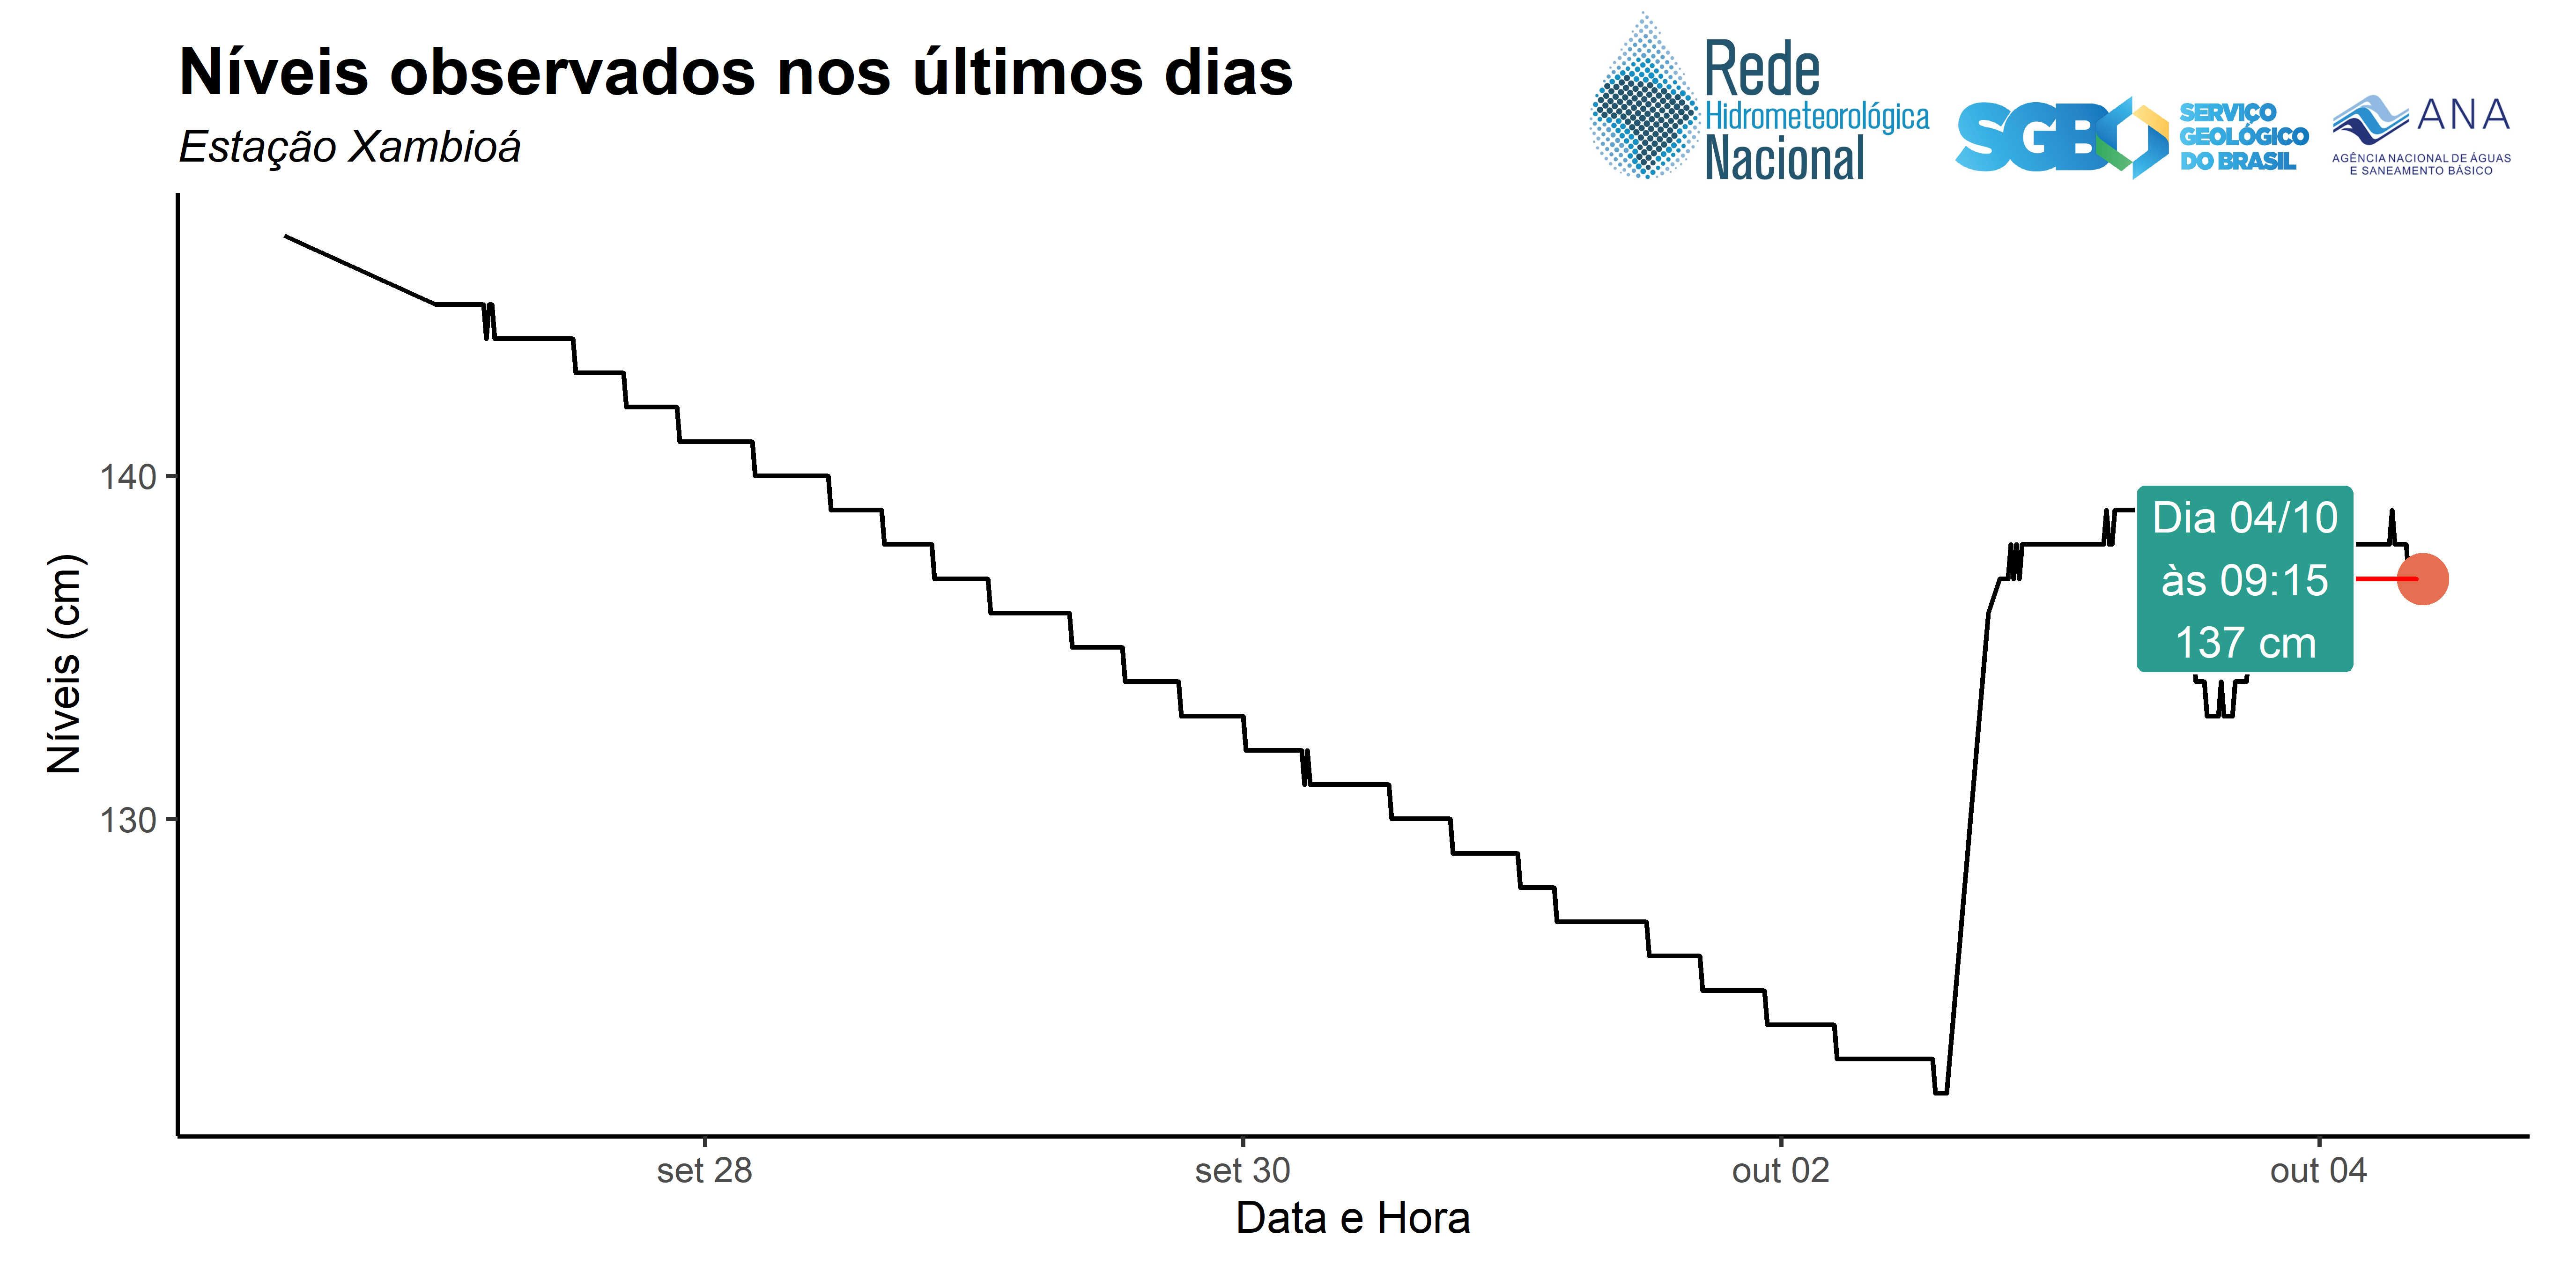 Níveis observados nos últimos dias
Estação Xambioá
Rede
Hidrometeorológica
Nacional
SGB
SERVIÇO
GEOLÓGICO
DO BRASIL
ANA
AGÊNCIA NACIONAL DE ÁGUAS
E SANEAMENTO BÁSICO
Níveis (cm)
140
130
Dia 04/10
às 09:15
137 cm
set 28
set 30
out 02
out 04
Data e Hora